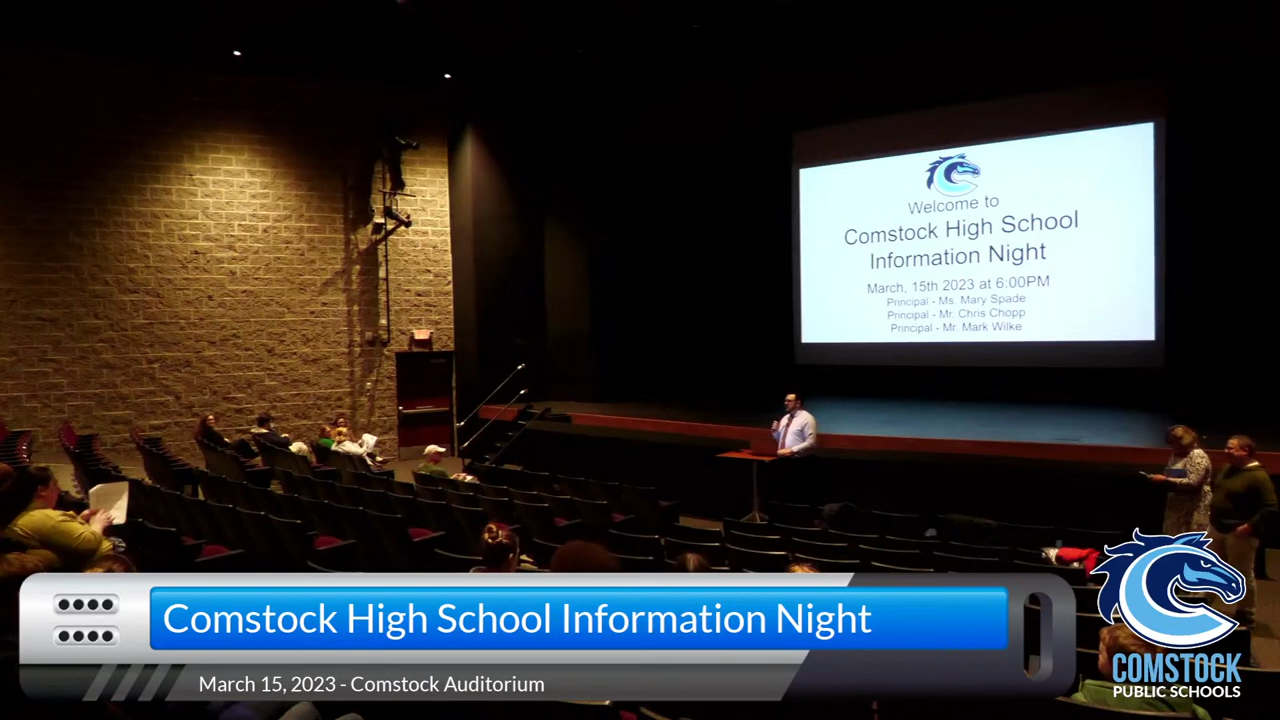 Welcome to
Comstock High School
Information Night
March, 15th 2023 at 6:00PM
Principal - Ms. Mary Spade
Principal - Mr. Chris Chopp
Principal - Mr. Mark Wilke
Comstock High School Information Night
March 15, 2023 - Comstock Auditorium
COMSTOCK
PUBLIC SCHOOLS